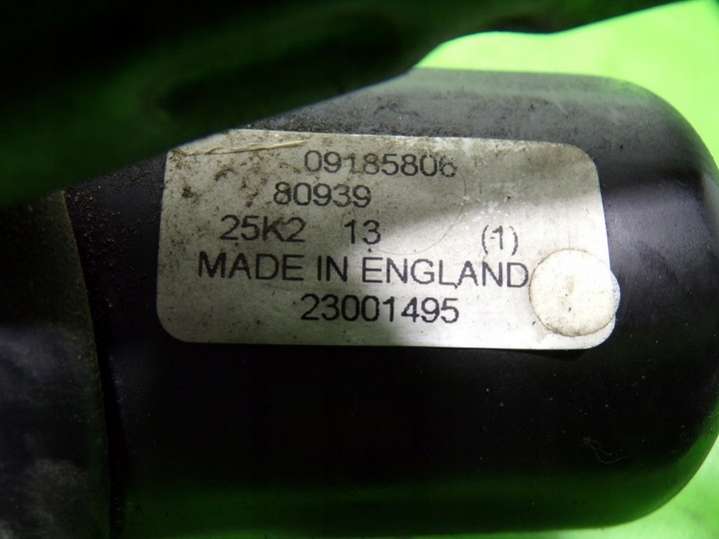 09185806
80939
25K2 13 (1)
MADE IN ENGLAND
23001495